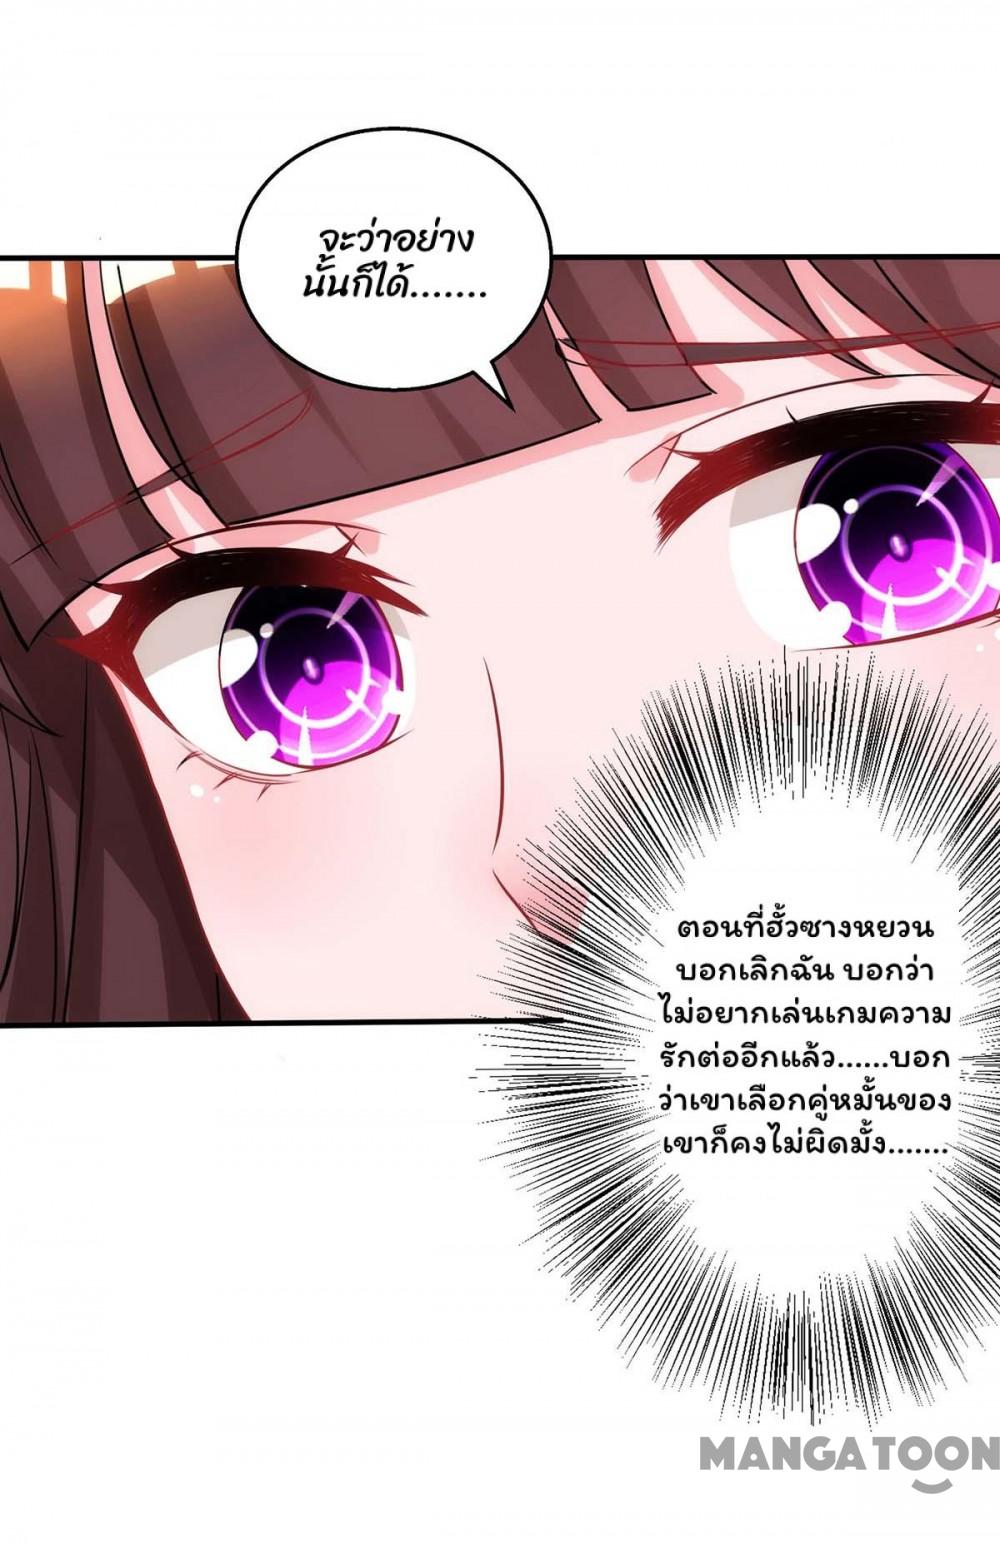 จะว่าอย่าง
นั้นก็ได้.......
ตอนที่ฮั้วซางหยวน
บอกเลิกฉัน บอกว่า
ไม่อยากเล่นเกมความ
รักต่ออีกแล้ว......บอก
ว่าเขาเลือกคู่หมั้นของ
เขาก็คงไม่ผิดมั้ง.......
MANGATOON